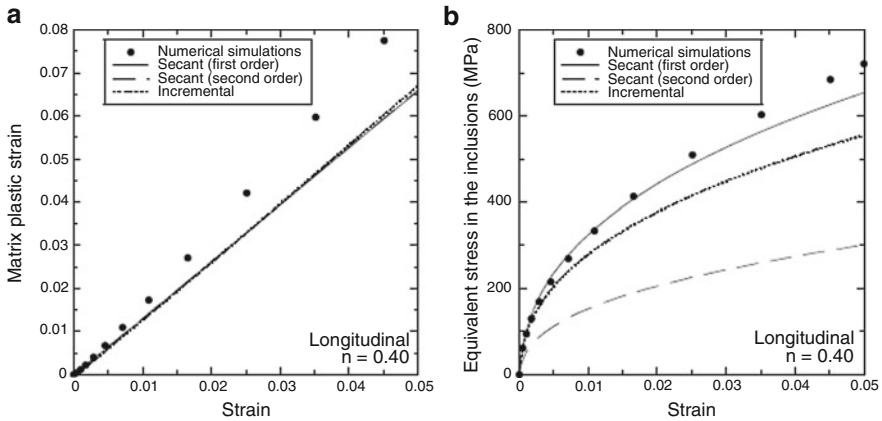 a
Matrix plastic strain
0.08
0.07
0.06
0.05
0.04
0.03
0.02
0.01
0
Numerical simulations
Secant (first order)
Secant (second order)
Incremental
Longitudinal
n = 0.40
0 0.01 0.02 0.03 0.04 0.05
Strain
b
Equivalent stress in the inclusions (MPa)
800
600
400
200
0
Numerical simulations
Secant (first order)
Secant (second order)
Incremental
Longitudinal
n = 0.40
0 0.01 0.02 0.03 0.04 0.05
Strain